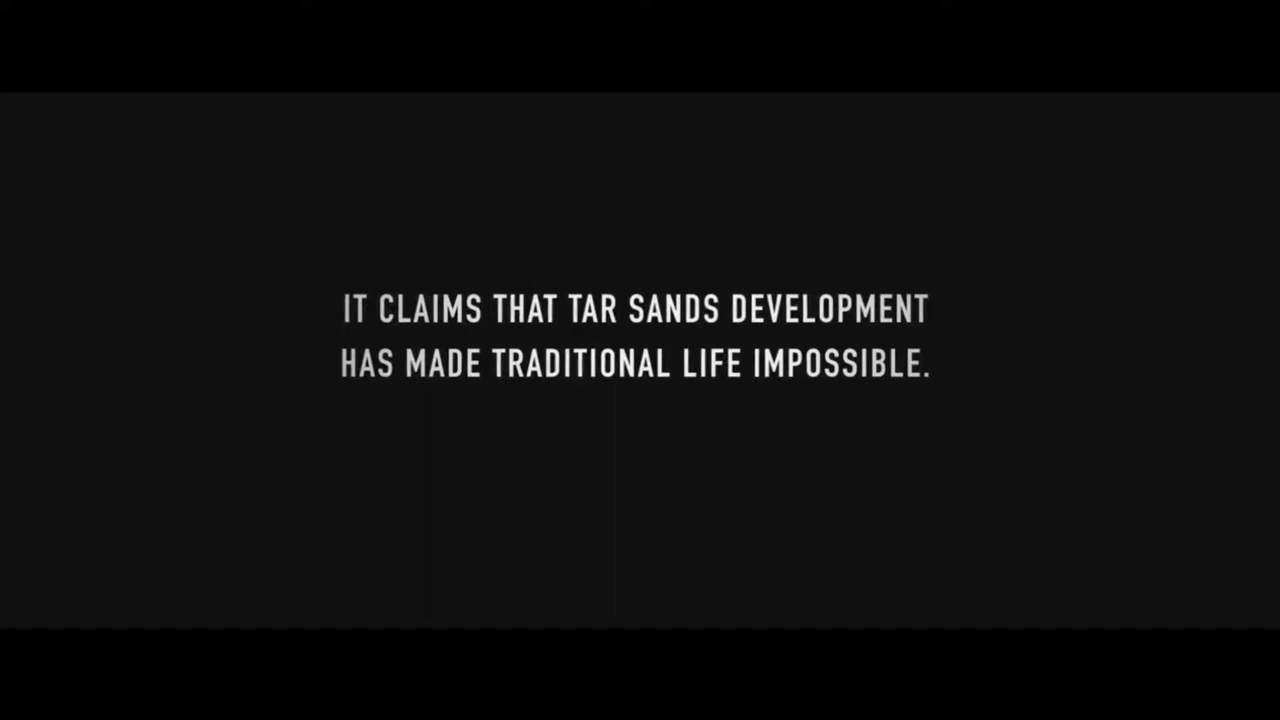 IT CLAIMS THAT TAR SANDS DEVELOPMENT
HAS MADE TRADITIONAL LIFE IMPOSSIBLE.